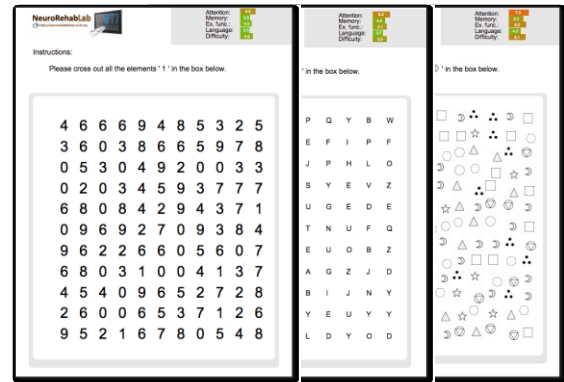 NeuroRehabLab
Attention:
Memory:
Ex. func.:
Language:
Difficulty:
Instructions:
Please cross out all the elements ' 1 ' in the box below.
4 6 6 6 9 4 8 5 3 2 5
3 6 0 3 8 6 6 5 9 7 8
0 5 3 0 4 9 2 0 0 3 3
0 2 0 3 4 5 9 3 7 7 7
6 8 0 8 4 2 9 4 3 7 1
0 9 6 9 2 7 0 9 3 8 4
9 6 2 2 6 6 0 5 6 0 7
6 8 0 3 1 0 0 4 1 3 7
4 5 4 0 9 6 5 2 7 2 8
2 6 0 0 6 5 3 7 1 2 6
9 5 2 1 6 7 8 0 5 4 8
Attention:
Memory:
Ex. func.:
Language:
Difficulty:
' in the box below.
P Q Y B W
E F I P F
J P H L O
S Y E V Z
U G E D E
T N U F Q
E U O B Z
A G Z J D
B I J N Y
Y E U Y Y
L D Y O D
Attention:
Memory:
Ex. func.:
Language:
Difficulty:
' in the box below.